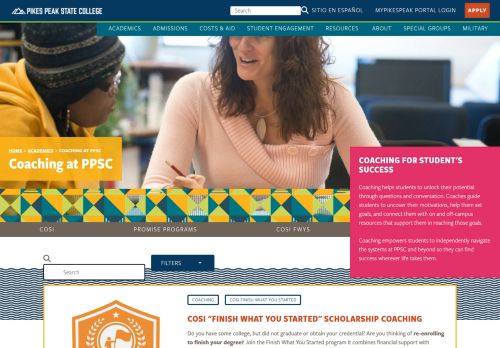 PIKES PEAK STATE COLLEGE
Search
SITIO EN ESPAÑOL
MYPIKESPEAK PORTAL LOGIN
APPLY
ACADEMICS ADMISSIONS COSTS & AID STUDENT ENGAGEMENT RESOURCES ABOUT SPECIAL GROUPS MILITARY
HOME > ACADEMICS > COACHING AT PPSC
Coaching at PPSC
COACHING FOR STUDENT'S
SUCCESS
Coaching helps students to unlock their potential
through questions and conversation. Coaches guide
students to uncover their motivations, help them set
goals, and connect them with on and off-campus
resources that support them in reaching those goals.
Coaching empowers students to independently navigate
the systems at PPSC and beyond so they can find
success wherever life takes them.
COSI PROMISE PROGRAMS COSI FWYS
Search
FILTERS
COACHING
COSI FINISH WHAT YOU STARTED
COSI "FINISH WHAT YOU STARTED" SCHOLARSHIP COACHING
Do you have some college, but did not graduate or obtain your credential? Are you thinking of re-enrolling
to finish your degree? Join the Finish What You Started program It combines financial support with